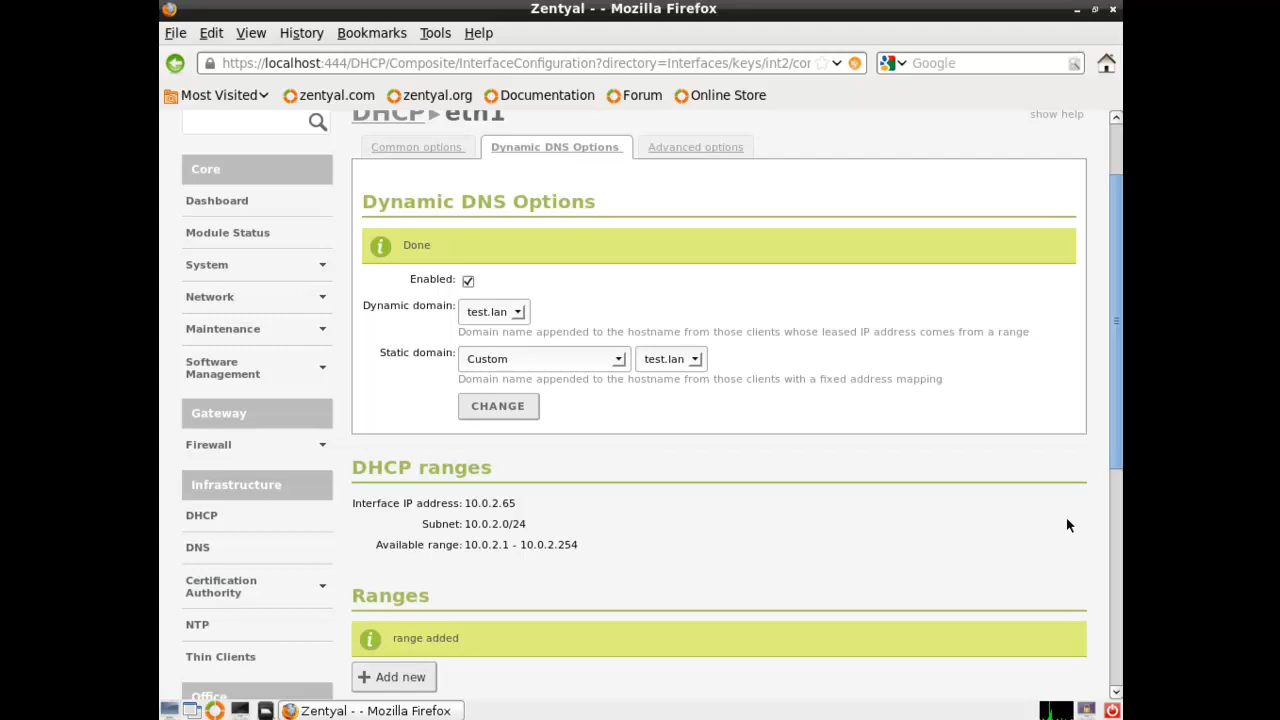 Zentyal - - Mozilla Firefox
File Edit View History Bookmarks Tools Help
https://localhost:444/DHCP/Composite/InterfaceConfiguration?directory=Interfaces/keys/int2/cor
Google
Most Visited zentyal.com zentyal.org Documentation Forum Online Store
DHCP ▸ eth1
show help
Common options Dynamic DNS Options Advanced options
Core
Dashboard
Module Status
System
Network
Maintenance
Software
Management
Gateway
Firewall
Infrastructure
DHCP
DNS
Certification
Authority
NTP
Thin Clients
Office
Dynamic DNS Options
Done
Enabled:
Dynamic domain: test.lan
Domain name appended to the hostname from those clients whose leased IP address comes from a range
Static domain: Custom test.lan
Domain name appended to the hostname from those clients with a fixed address mapping
CHANGE
DHCP ranges
Interface IP address: 10.0.2.65
Subnet: 10.0.2.0/24
Available range: 10.0.2.1 - 10.0.2.254
Ranges
range added
+ Add new
Zentyal - - Mozilla Firefox